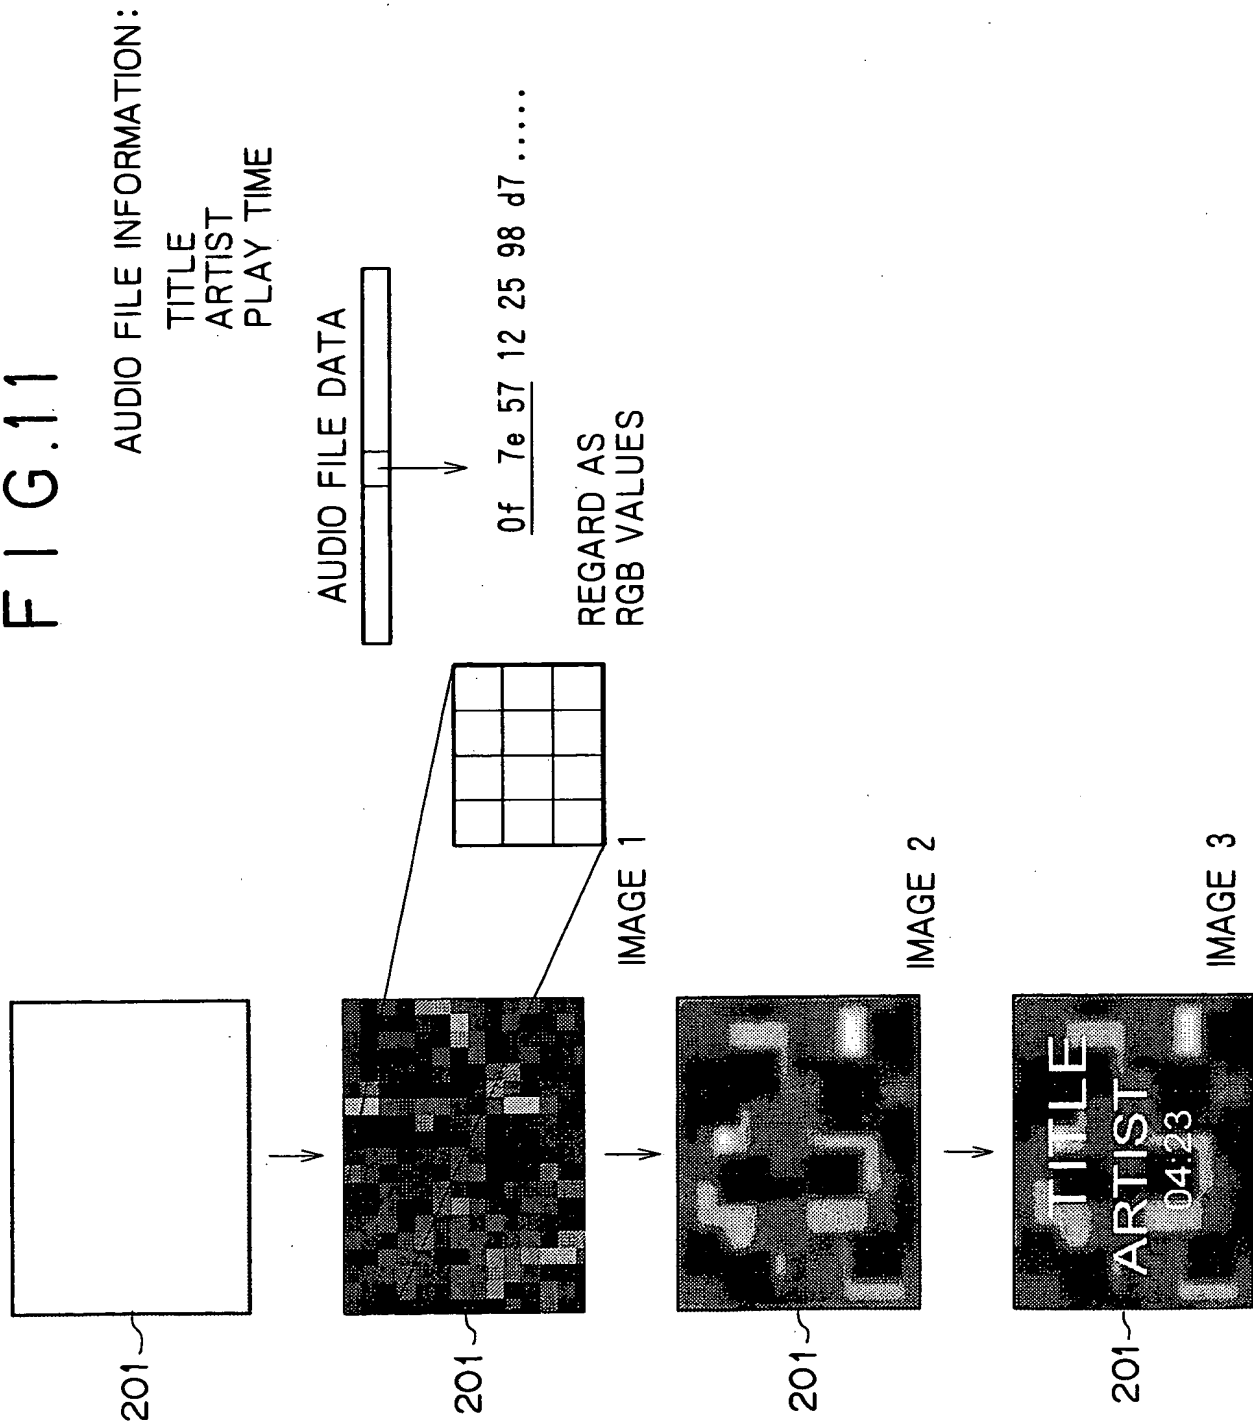 FIG.11
AUDIO FILE INFORMATION:
TITLE
ARTIST
PLAY TIME
AUDIO FILE DATA
0f 7e 57 12 25 98 d7 .....
REGARD AS
RGB VALUES
201
201
IMAGE 1
201
IMAGE 2
201
TITLE
ARTIST
04:23
IMAGE 3